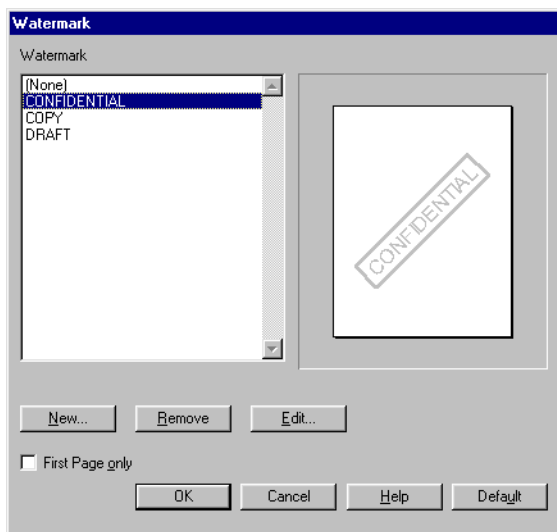 Watermark
Watermark
(None)
CONFIDENTIAL
COPY
DRAFT
CONFIDENTIAL
New... Remove Edit...
First Page only
OK Cancel Help Default